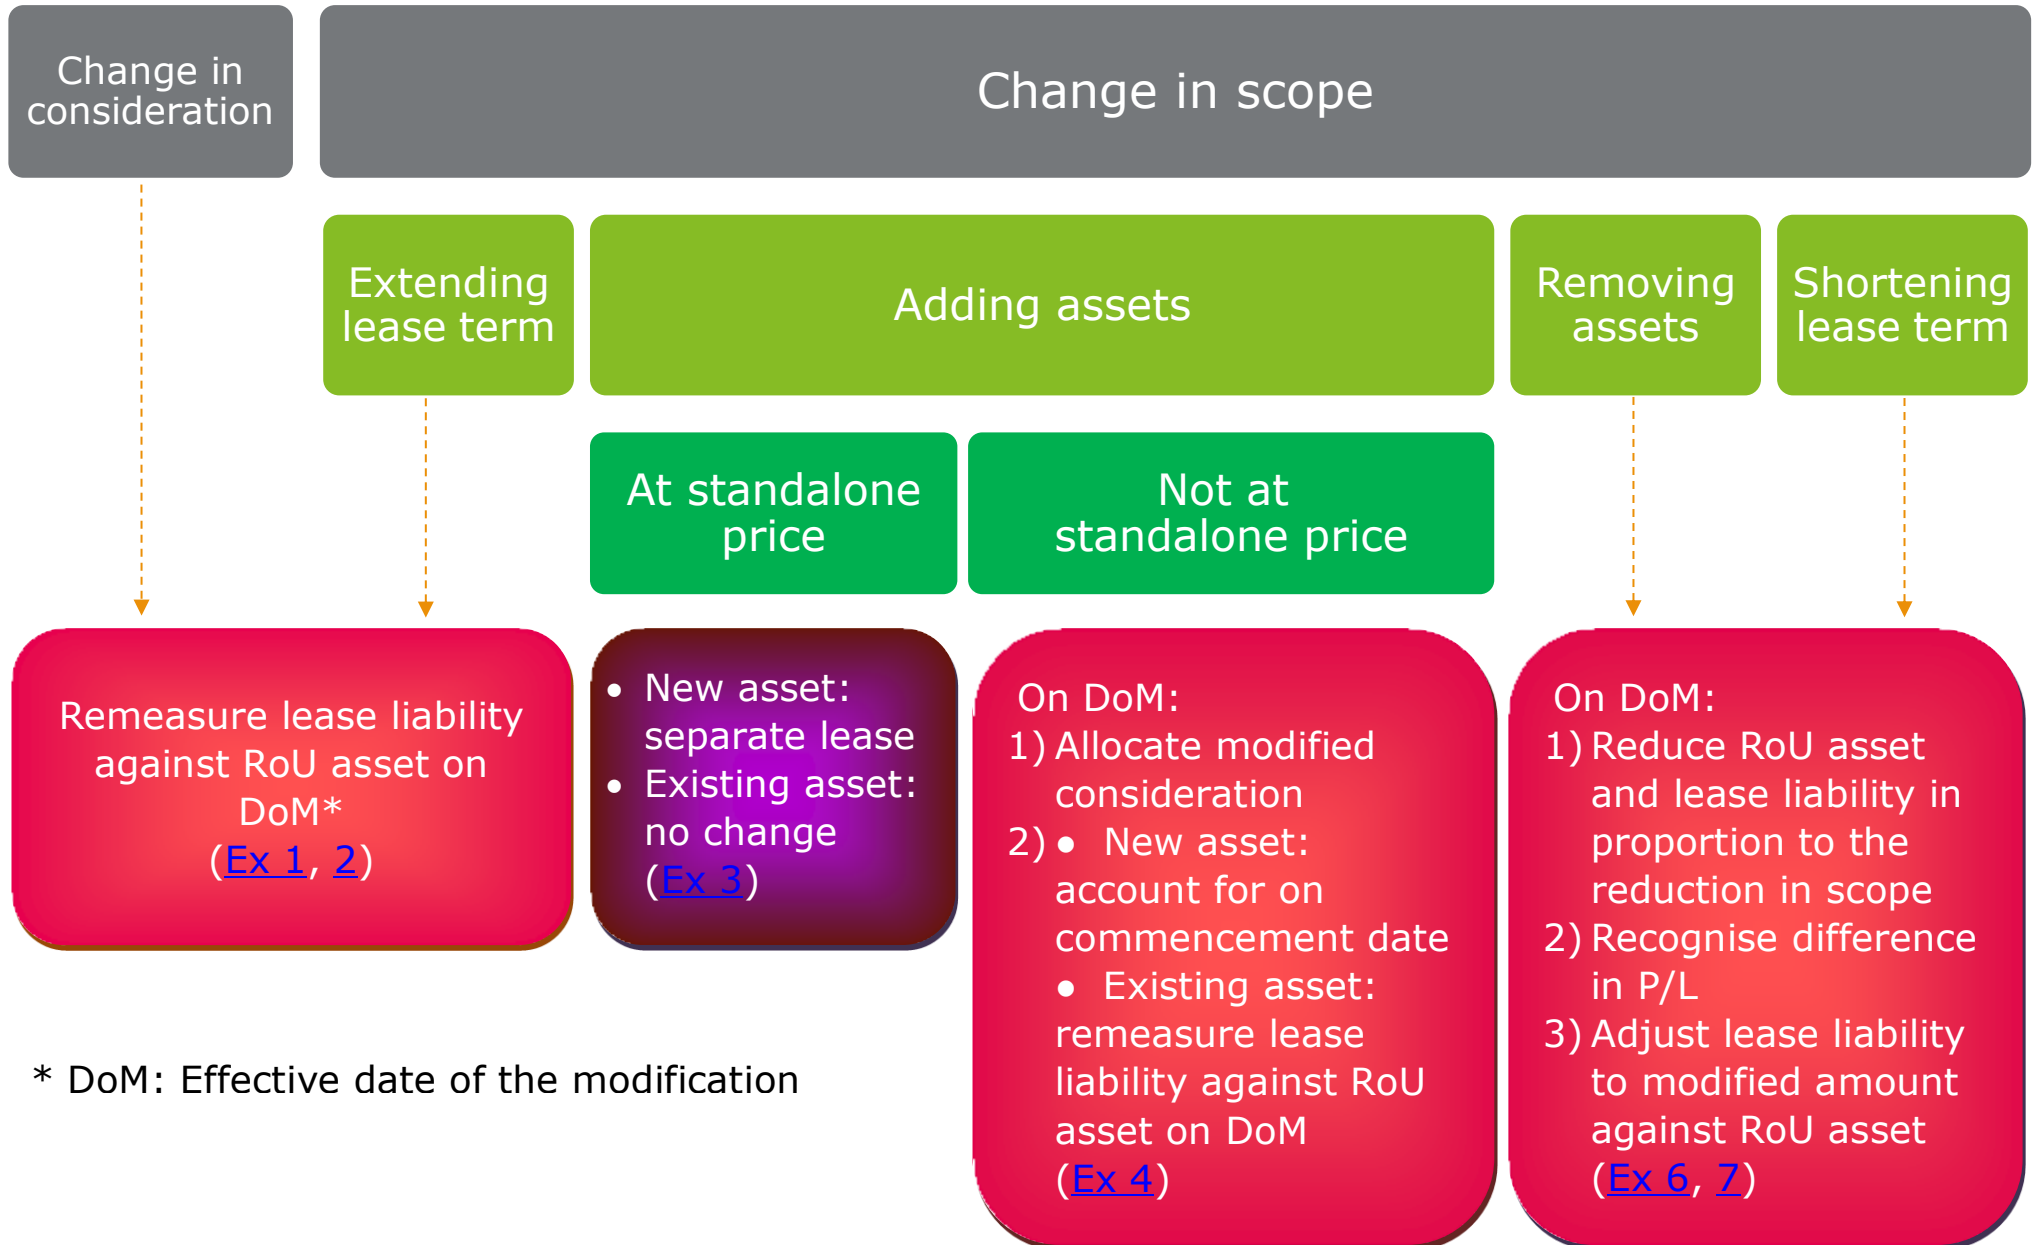 Change in
consideration
Change in scope
Extending
lease term
Adding assets
Removing
assets
Shortening
lease term
At standalone
price
Not at
standalone price
Remeasure lease liability
against RoU asset on
DoM*
(Ex 1, 2)
• New asset:
separate lease
• Existing asset:
no change
(Ex 3)
On DoM:
1) Allocate modified
consideration
2) • New asset:
account for on
commencement date
• Existing asset:
remeasure lease
liability against RoU
asset on DoM
(Ex 4)
On DoM:
1) Reduce RoU asset
and lease liability in
proportion to the
reduction in scope
2) Recognise difference
in P/L
3) Adjust lease liability
to modified amount
against RoU asset
(Ex 6, 7)
* DoM: Effective date of the modification